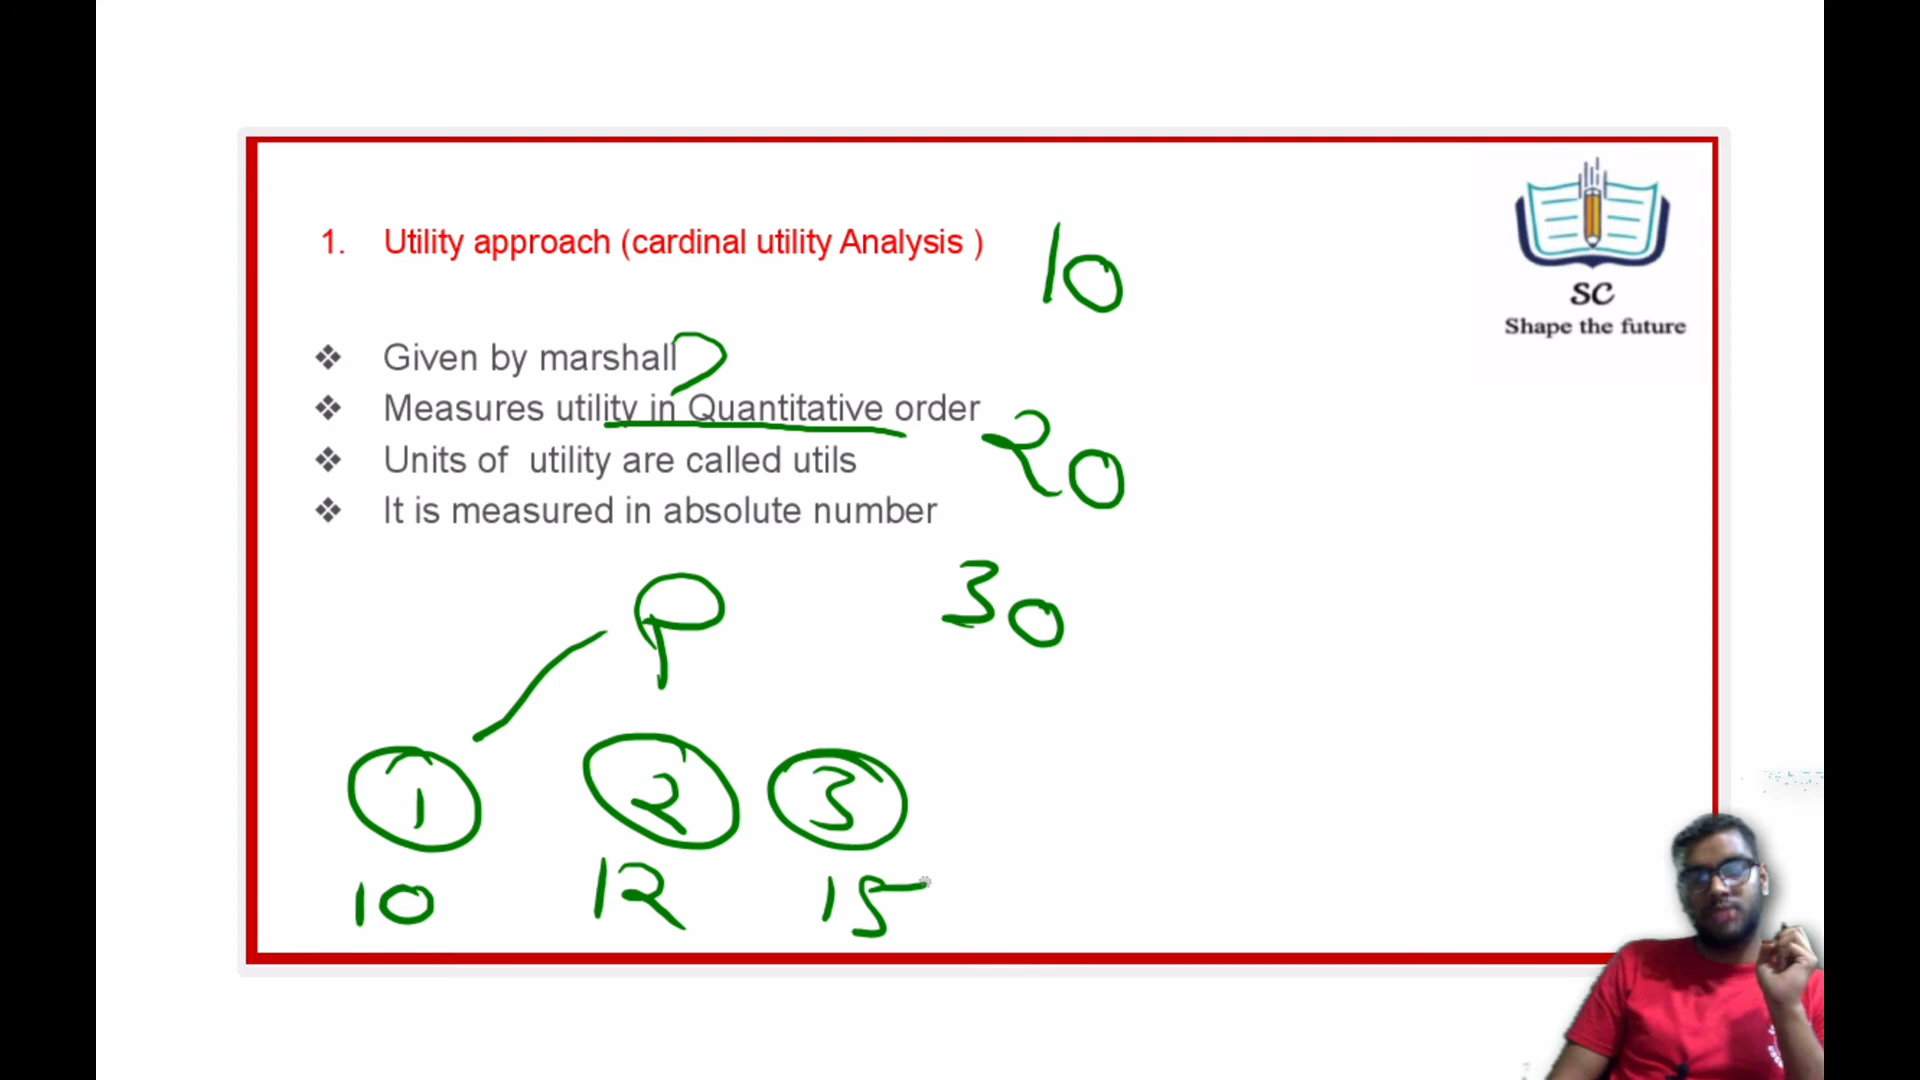 1. Utility approach (cardinal utility Analysis )
10
SC
Shape the future
❖ Given by marshall
❖ Measures utility in Quantitative order
20
❖ Units of utility are called utils
❖ It is measured in absolute number
30
P
1 2 3
10 12 15